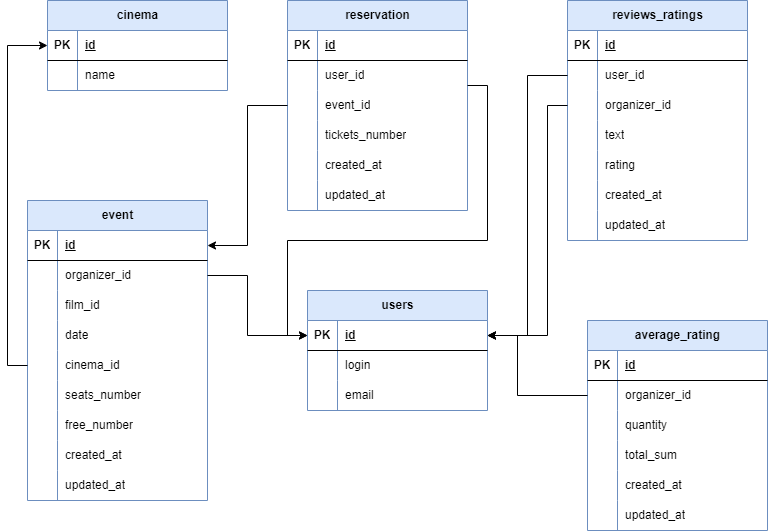 cinema
PK id
name
reservation
PK id
user_id
event_id
tickets_number
created_at
updated_at
reviews_ratings
PK id
user_id
organizer_id
text
rating
created_at
updated_at
event
PK id
organizer_id
film_id
date
cinema_id
seats_number
free_number
created_at
updated_at
users
PK id
login
email
average_rating
PK id
organizer_id
quantity
total_sum
created_at
updated_at